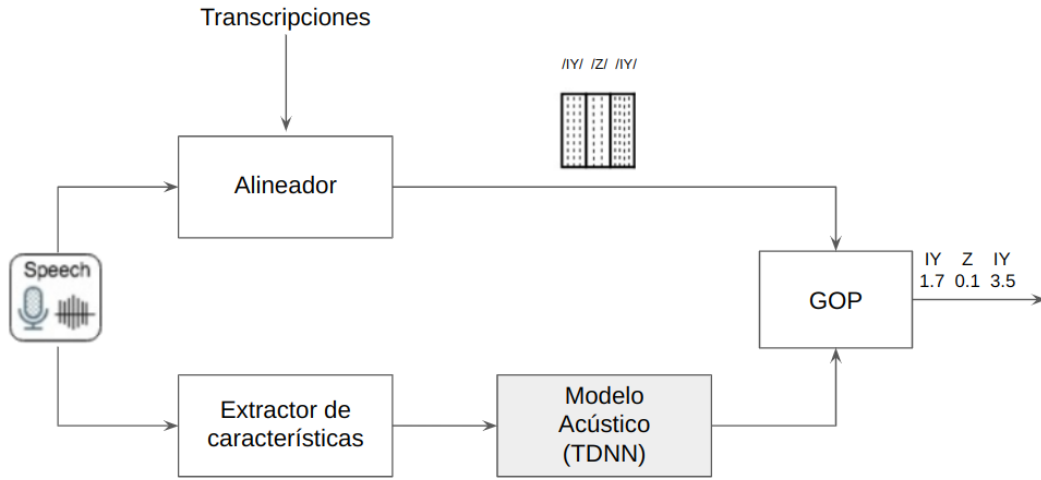 Transcripciones
/IY/ /Z/ /IY/
Alineador
Speech
IY Z IY
1.7 0.1 3.5
GOP
Extractor de
características
Modelo
Acústico
(TDNN)